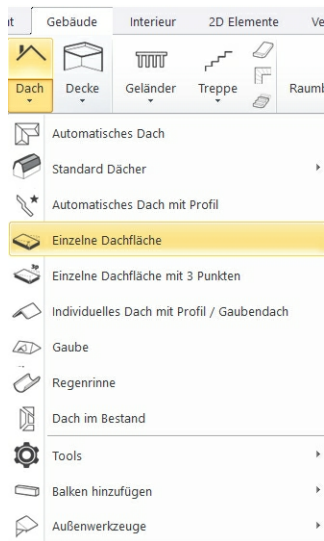 Gebäude Interieur 2D Elemente
Dach Decke Geländer Treppe
Automatisches Dach
Standard Dächer
Automatisches Dach mit Profil
Einzelne Dachfläche
3p
Einzelne Dachfläche mit 3 Punkten
Individuelles Dach mit Profil / Gaubendach
Gaube
Regenrinne
Dach im Bestand
Tools
Balken hinzufügen
Außenwerkzeuge